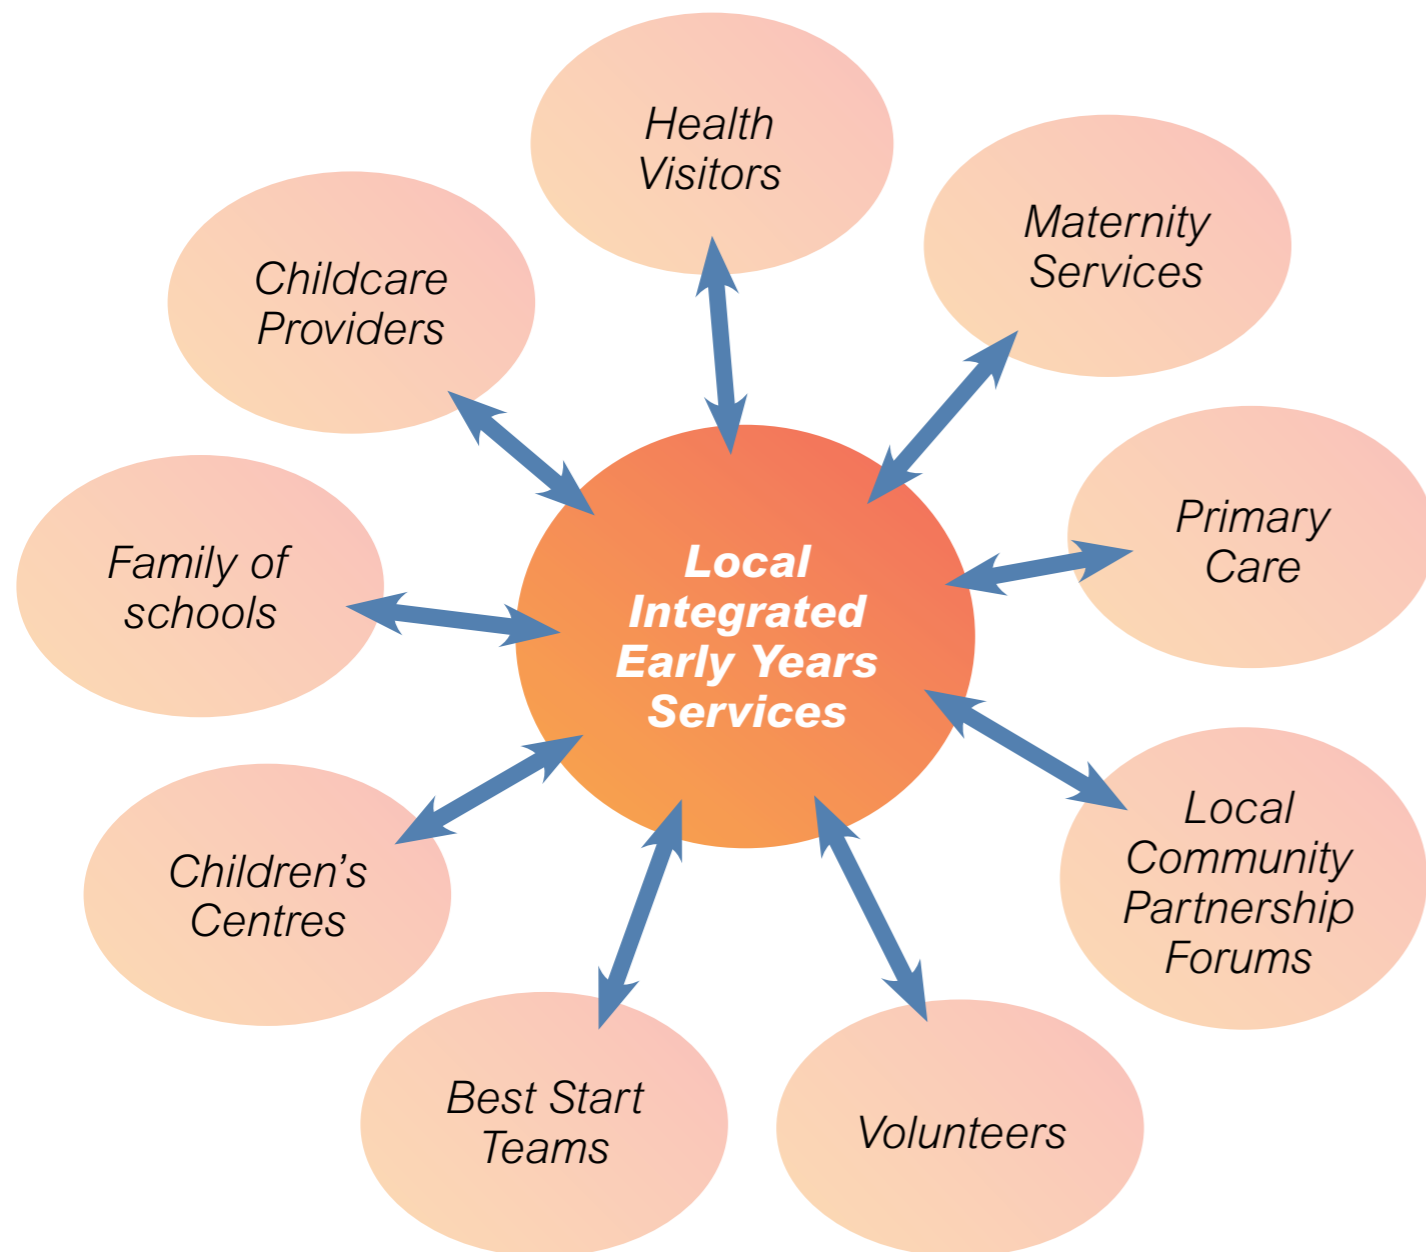 Health
Visitors
Maternity
Services
Childcare
Providers
Primary
Care
Family of
schools
Local
Integrated
Early Years
Services
Local
Community
Partnership
Forums
Children’s
Centres
Best Start
Teams
Volunteers